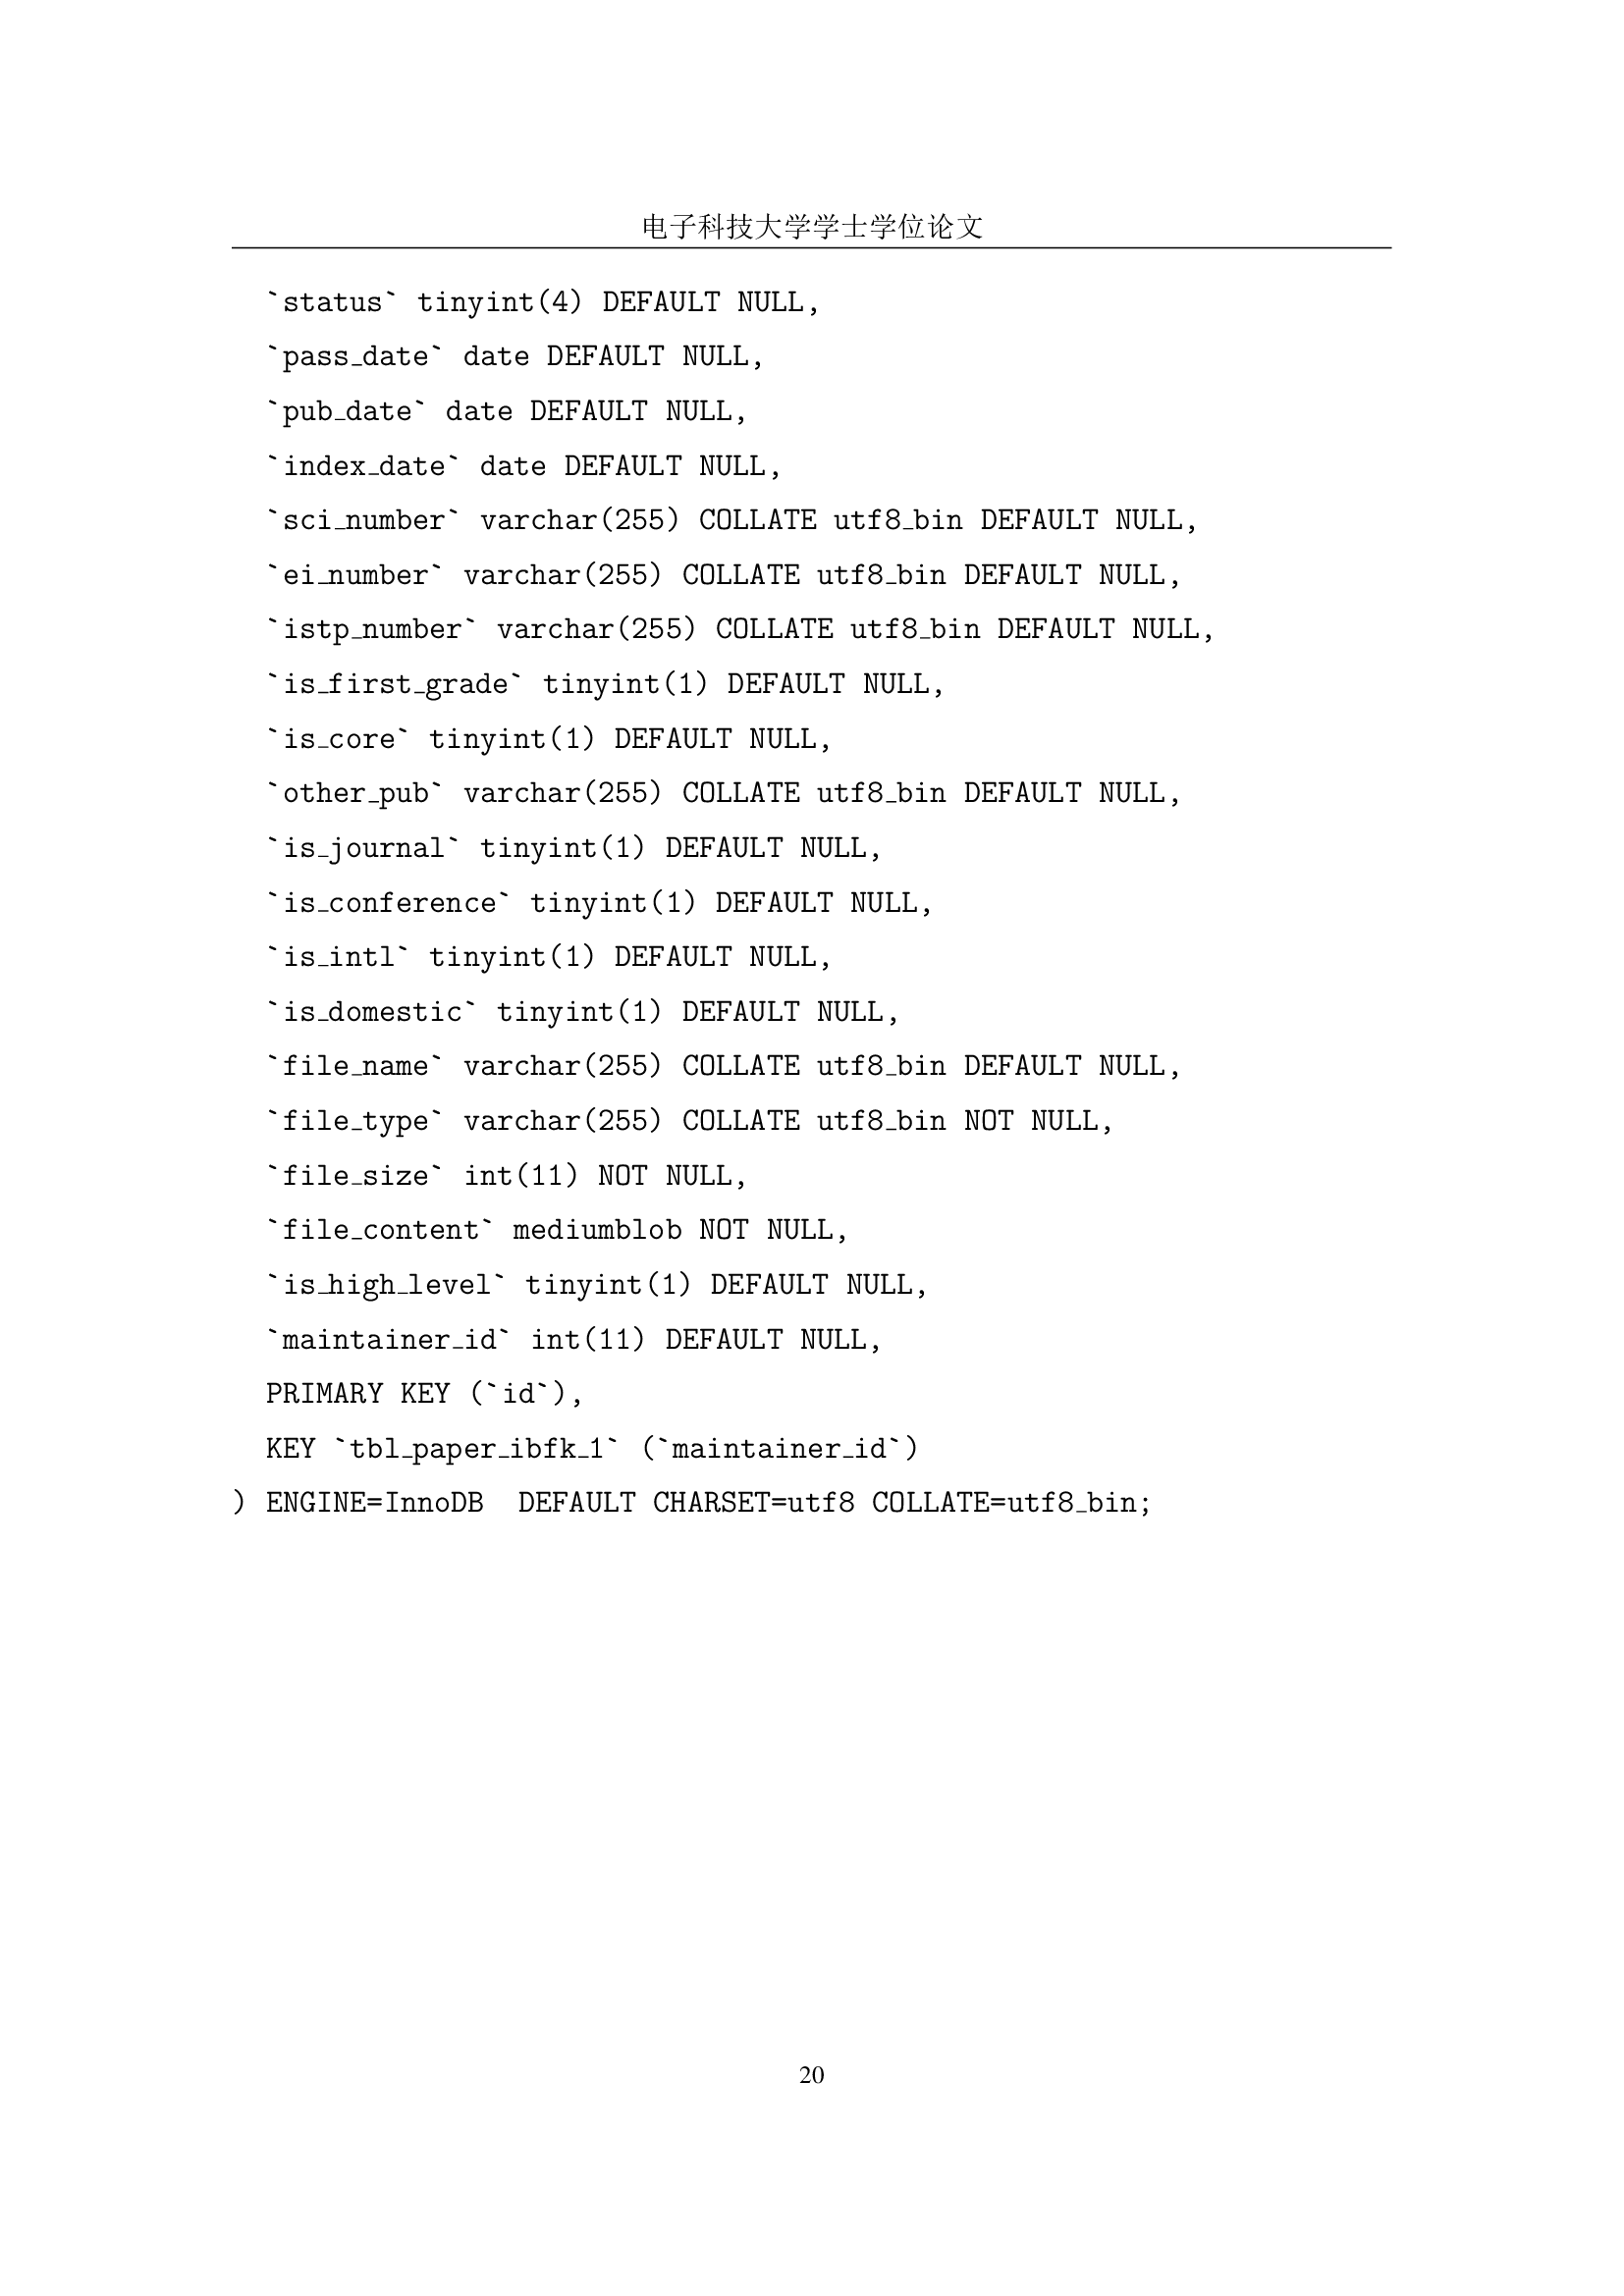 电子科技大学学士学位论文
`status` tinyint(4) DEFAULT NULL,
`pass_date` date DEFAULT NULL,
`pub_date` date DEFAULT NULL,
`index_date` date DEFAULT NULL,
`sci_number` varchar(255) COLLATE utf8_bin DEFAULT NULL,
`ei_number` varchar(255) COLLATE utf8_bin DEFAULT NULL,
`istp_number` varchar(255) COLLATE utf8_bin DEFAULT NULL,
`is_first_grade` tinyint(1) DEFAULT NULL,
`is_core` tinyint(1) DEFAULT NULL,
`other_pub` varchar(255) COLLATE utf8_bin DEFAULT NULL,
`is_journal` tinyint(1) DEFAULT NULL,
`is_conference` tinyint(1) DEFAULT NULL,
`is_intl` tinyint(1) DEFAULT NULL,
`is_domestic` tinyint(1) DEFAULT NULL,
`file_name` varchar(255) COLLATE utf8_bin DEFAULT NULL,
`file_type` varchar(255) COLLATE utf8_bin NOT NULL,
`file_size` int(11) NOT NULL,
`file_content` mediumblob NOT NULL,
`is_high_level` tinyint(1) DEFAULT NULL,
`maintainer_id` int(11) DEFAULT NULL,
PRIMARY KEY (`id`),
KEY `tbl_paper_ibfk_1` (`maintainer_id`)
) ENGINE=InnoDB  DEFAULT CHARSET=utf8 COLLATE=utf8_bin;
20